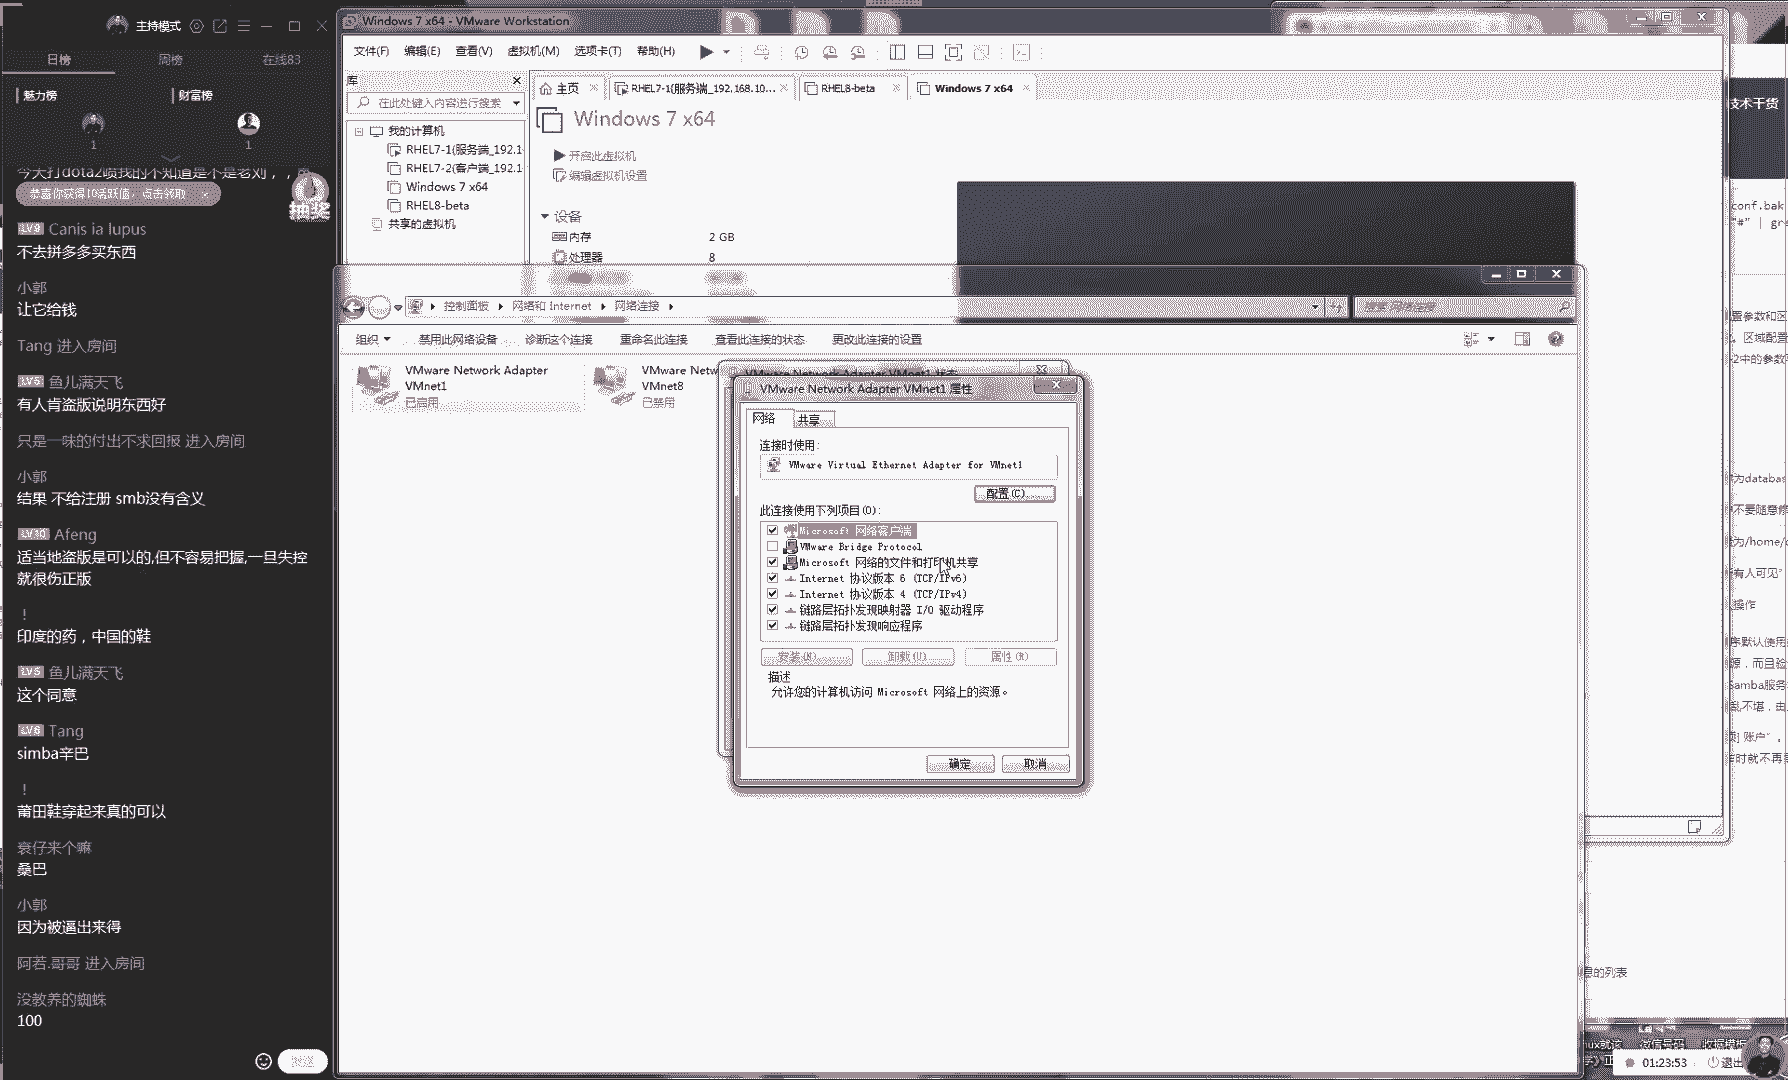 主持模式
日榜
周榜
在线83
魅力榜
财富榜
1
1
今天打dota2喷我的不知道是不是老刘，，
恭喜你获得10活跃值，点击领取 ×
抽奖
LV9 Canis ia lupus
不去拼多多买东西
小郭
让它给钱
Tang 进入房间
LV5 鱼儿满天飞
有人肯盗版说明东西好
只是一味的付出不求回报 进入房间
小郭
结果 不给注册 smb没有含义
LV10 Afeng
适当地盗版是可以的,但不容易把握,一旦失控
就很伤正版
！
印度的药，中国的鞋
LV5 鱼儿满天飞
这个同意
LV6 Tang
simba辛巴
！
莆田鞋穿起来真的可以
衰仔来个嘛
桑巴
小郭
因为被逼出来得
阿若.哥哥 进入房间
没教养的蜘蛛
100
发送
Windows 7 x64 - VMware Workstation
文件(F) 编辑(E) 查看(V) 虚拟机(M) 选项卡(T) 帮助(H)
库
在此处键入内容进行搜索
我的计算机
RHEL7-1(服务端_192.1
RHEL7-2(客户端_192.1
Windows 7 x64
RHEL8-beta
共享的虚拟机
主页
RHEL7-1(服务端_192.168.10...
RHEL8-beta
Windows 7 x64
Windows 7 x64
开启此虚拟机
编辑虚拟机设置
设备
内存 2 GB
处理器 8
控制面板 网络和 Internet 网络连接
搜索 网络连接
组织 禁用此网络设备 诊断这个连接 重命名此连接 查看此连接的状态 更改此连接的设置
VMware Network Adapter
VMnet1
已启用
VMware Netw
VMnet8
已禁用
VMware Network Adapter VMnet1 状态
VMware Network Adapter VMnet1 属性
网络
共享
连接时使用:
VMware Virtual Ethernet Adapter for VMnet1
配置(C)...
此连接使用下列项目(O):
Microsoft 网络客户端
VMware Bridge Protocol
Microsoft 网络的文件和打印机共享
Internet 协议版本 6 (TCP/IPv6)
Internet 协议版本 4 (TCP/IPv4)
链路层拓扑发现映射器 I/O 驱动程序
链路层拓扑发现响应程序
安装(N)...
卸载(U)
属性(R)
描述
允许您的计算机访问 Microsoft 网络上的资源。
确定
取消
技术干货
conf.bak
"#" | gre
置参数和区
，区域配置
2中的参数
为databas
不要随意修
为/home/d
有人可见"
操作
序默认使用
源，而且验
Samba服务
乱不堪，由
账户"。
时就不再
息的列表
nux就该
微信号码
收据模板
01:23:53
退出